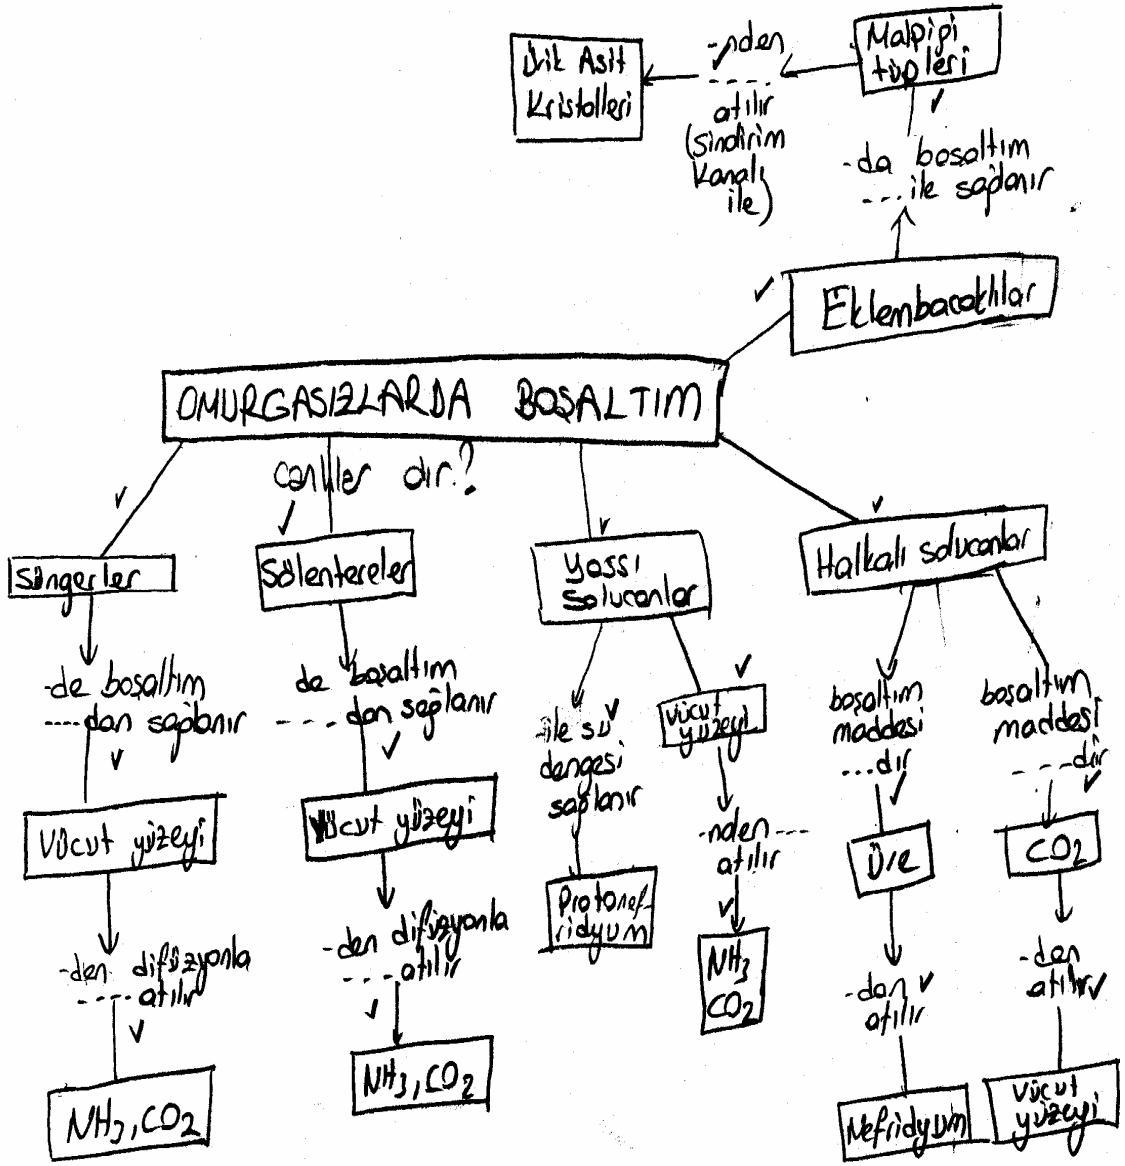 Ürik Asit
Kristalleri
-nden
----
atılır
(sindirim
kanalı
ile)
Malpigi
tüpleri
-da boşaltım
---- ile sağlanır
Eklembacaklılar
OMURGASIZLARDA BOŞALTIM
canlılar dır.?
Süngerler
-de boşaltım
----dan sağlanır
Vücut yüzeyi
-den difüzyonla
---- atılır
NH3, CO2
Sölentereler
de boşaltım
---- dan sağlanır
Vücut yüzeyi
-den difüzyonla
---- atılır
NH3, CO2
Yassı
Solucanlar
-ile su
dengesi
sağlanır
Protonef-
ridyum
Vücut
yüzeyi
-nden ----
atılır
NH3
CO2
Halkalı solucanlar
boşaltım
maddesi
...dır
Üre
-dan
atılır
Nefridyum
boşaltım
maddesi
----dir
CO2
-dan
atılır
Vücut
yüzeyi